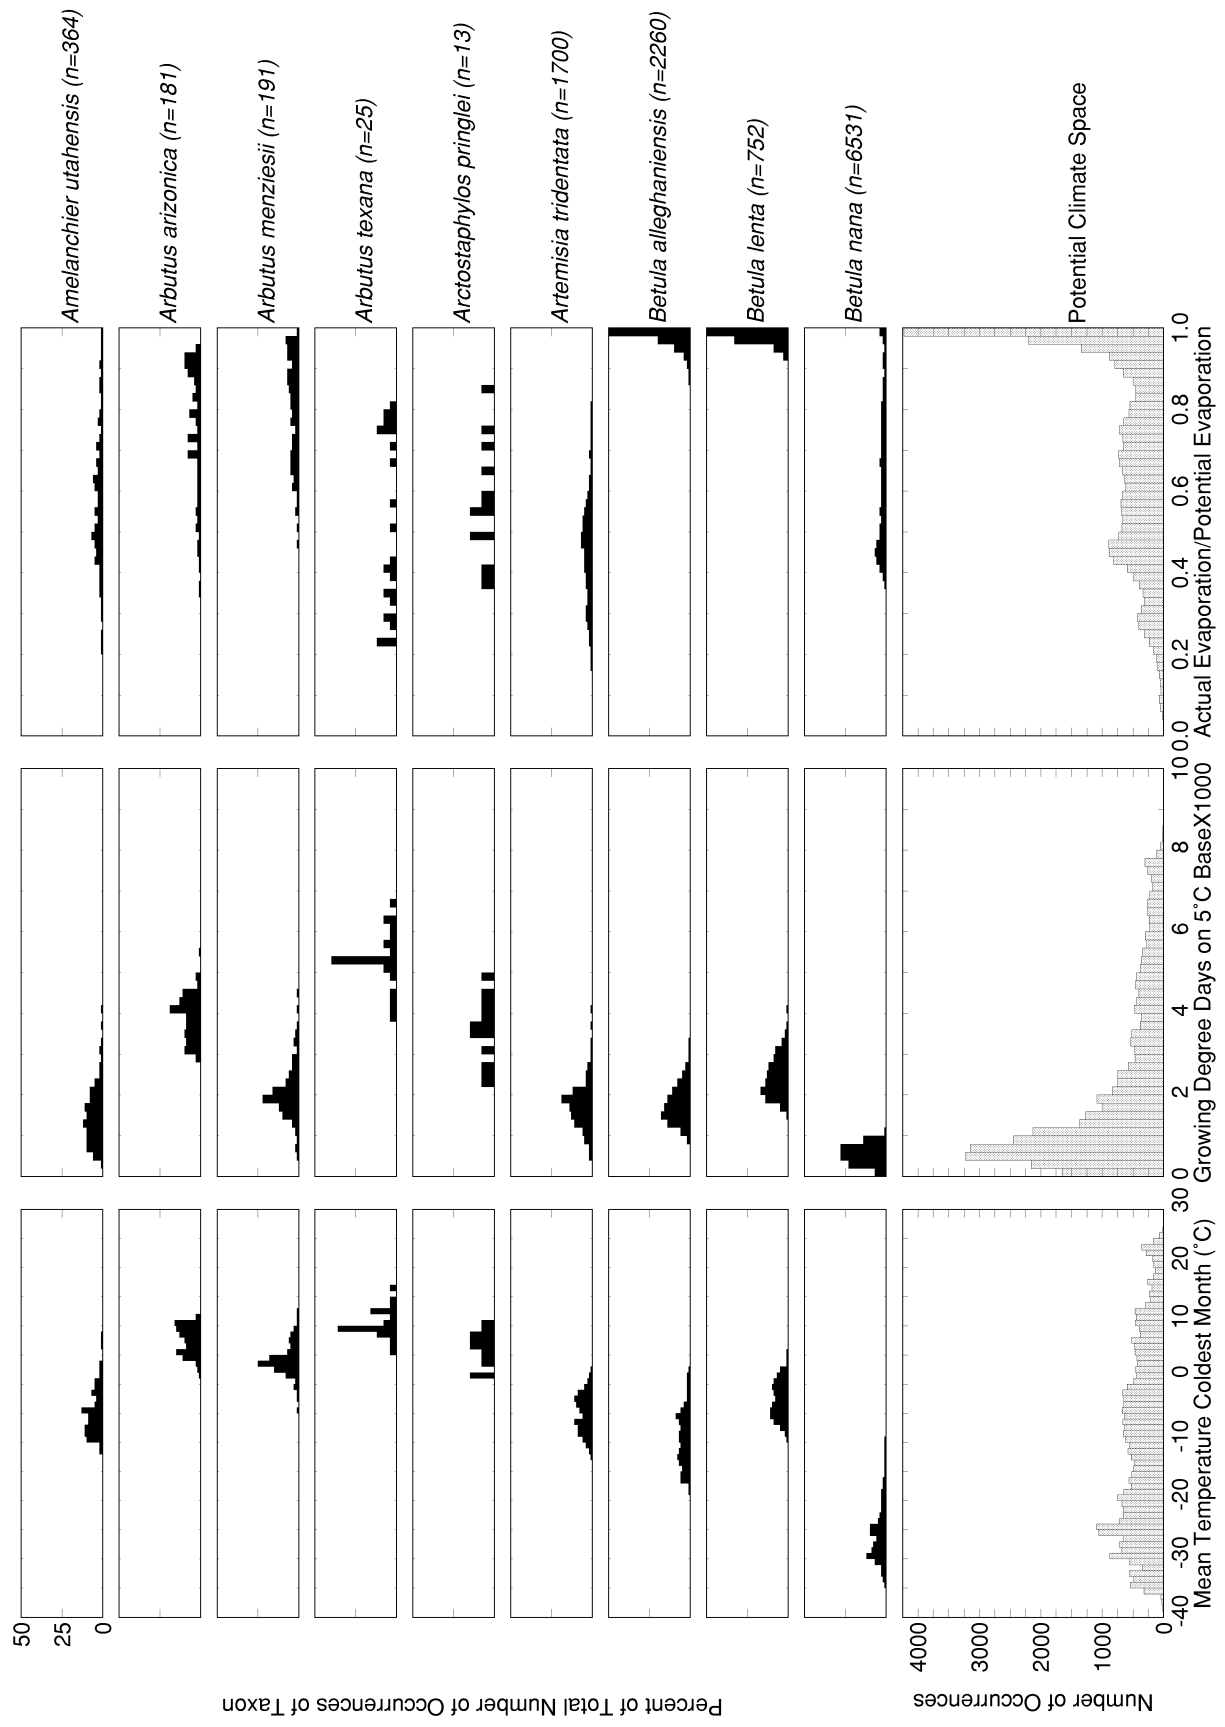 Amelanchier utahensis (n=364)
Arbutus arizonica (n=181)
Arbutus menziesii (n=191)
Arbutus texana (n=25)
Arctostaphylos pringlei (n=13)
Artemisia tridentata (n=1700)
Betula alleghaniensis (n=2260)
Betula lenta (n=752)
Betula nana (n=6531)
Potential Climate Space
50
25
0
Percent of Total Number of Occurrences of Taxon
4000
3000
2000
1000
0
Number of Occurrences
-40 -30 -20 -10 0 10 20 30
Mean Temperature Coldest Month (˚C)
0 2 4 6 8 10
Growing Degree Days on 5˚C BaseX1000
0.0 0.2 0.4 0.6 0.8 1.0
Actual Evaporation/Potential Evaporation